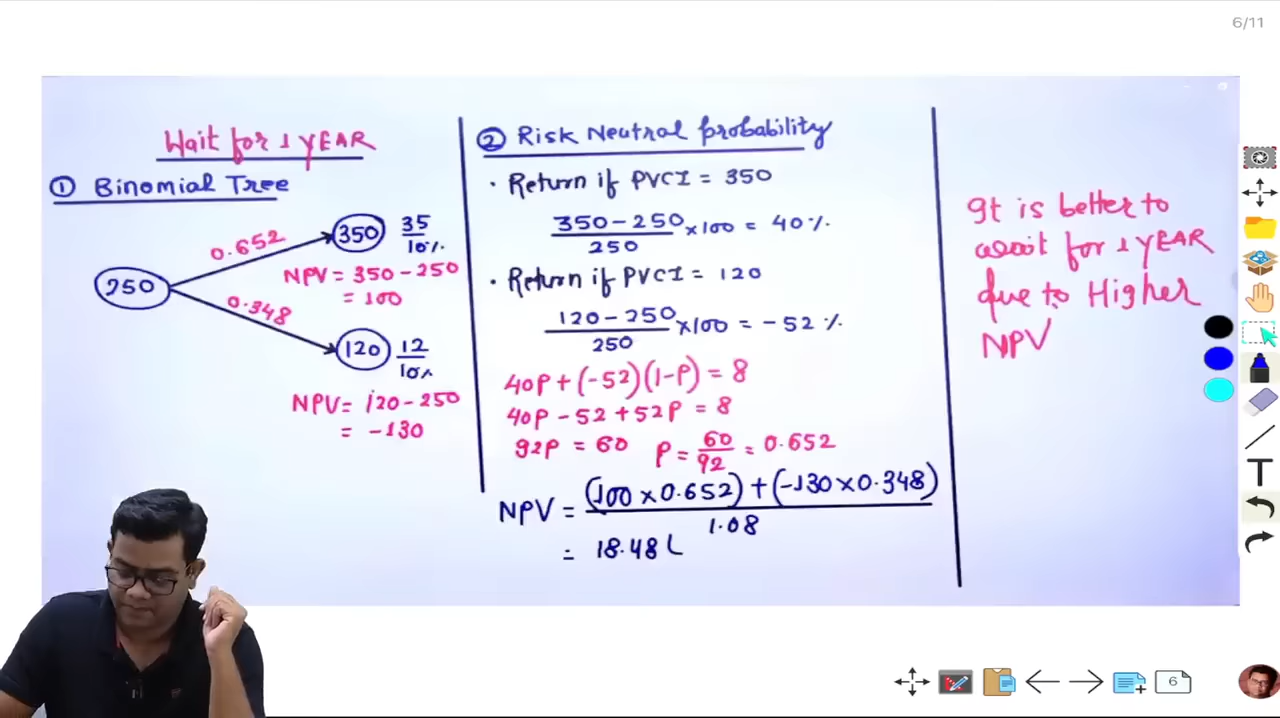 6/11
Wait for 1 YEAR
① Binomial Tree
250
0.652
350
35/10%
NPV = 350 - 250
= 100
0.348
120
12/10%
NPV = 120 - 250
= -130
② Risk Neutral probability
· Return if PVCI = 350
(350 - 250)/250 × 100 = 40 %
· Return if PVCI = 120
(120 - 250)/250 × 100 = -52 %
40P + (-52)(1-P) = 8
40P - 52 + 52P = 8
92P = 60 P = 60/92 = 0.652
NPV = ((100 × 0.652) + (-130 × 0.348))/1.08
= 18.48 L
It is better to
wait for 1 YEAR
due to Higher
NPV
T
6